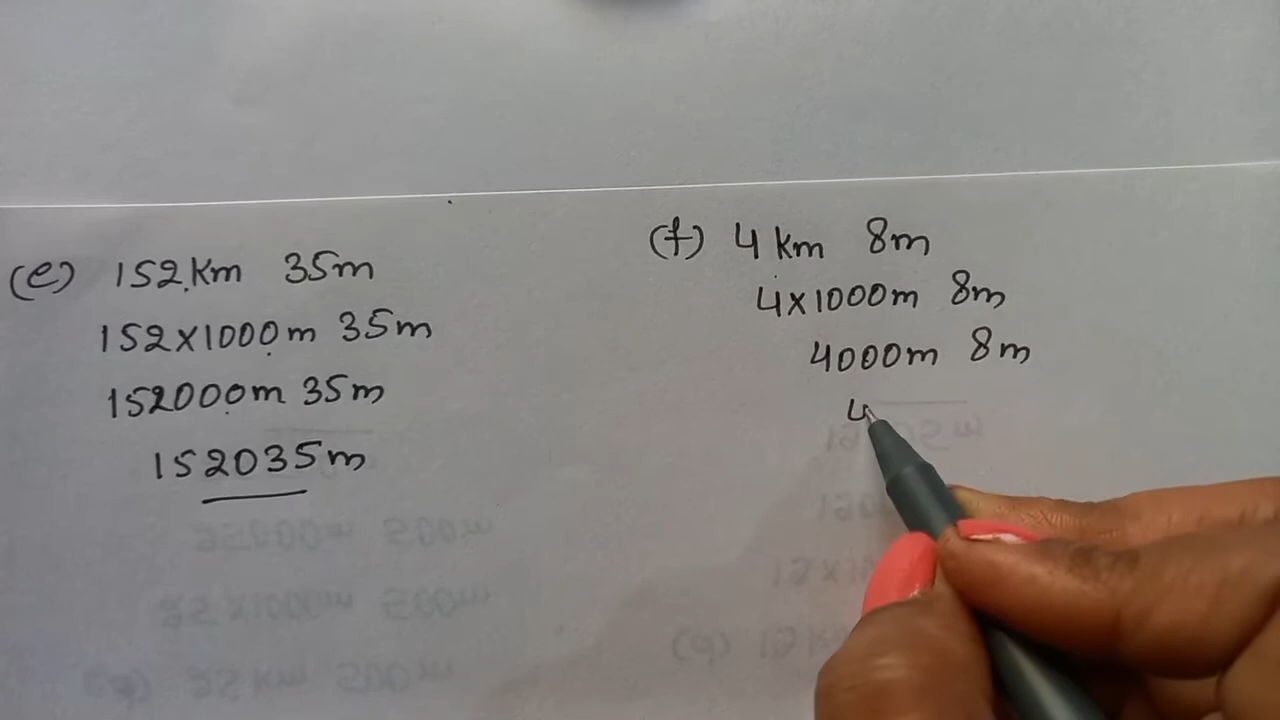 (e) 152 Km 35m
152x1000m 35m
152000m 35m
152035m
(f) 4 Km 8m
4x1000m 8m
4000m 8m
4